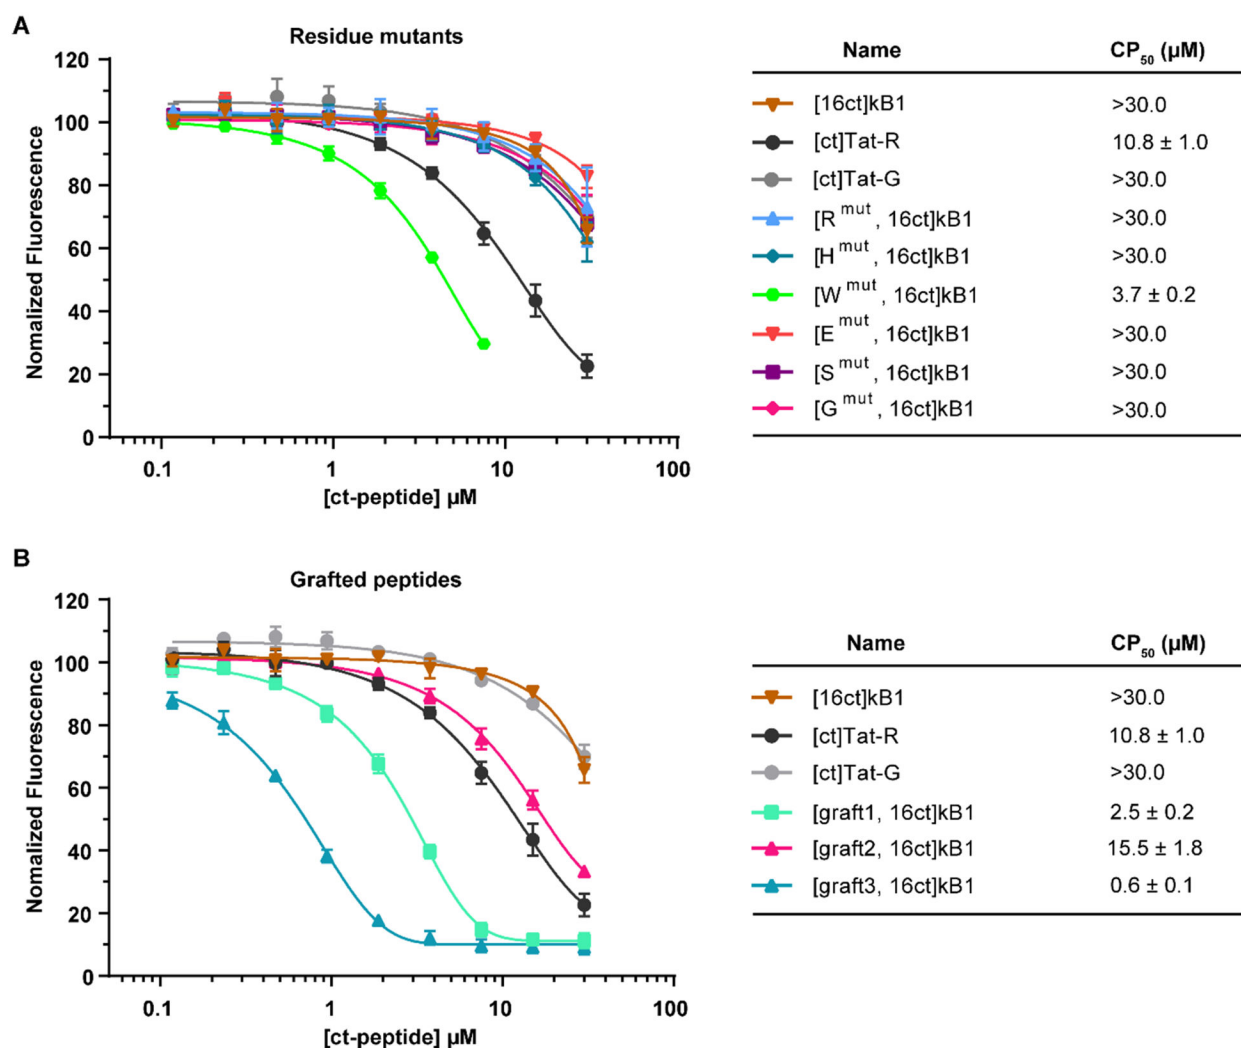 A
Residue mutants
120
100
80
60
40
20
0
Nomalized Fluorescence
0.1 1 10 100
[ct-peptide] µM
Name CP50 (µM)
[16ct]kB1 >30.0
[ct]Tat-R 10.8 ± 1.0
[ct]Tat-G >30.0
[R mut, 16ct]kB1 >30.0
[H mut, 16ct]kB1 >30.0
[W mut, 16ct]kB1 3.7 ± 0.2
[E mut, 16ct]kB1 >30.0
[S mut, 16ct]kB1 >30.0
[G mut, 16ct]kB1 >30.0
B
Grafted peptides
120
100
80
60
40
20
0
Nomalized Fluorescence
0.1 1 10 100
[ct-peptide] µM
Name CP50 (µM)
[16ct]kB1 >30.0
[ct]Tat-R 10.8 ± 1.0
[ct]Tat-G >30.0
[graft1, 16ct]kB1 2.5 ± 0.2
[graft2, 16ct]kB1 15.5 ± 1.8
[graft3, 16ct]kB1 0.6 ± 0.1